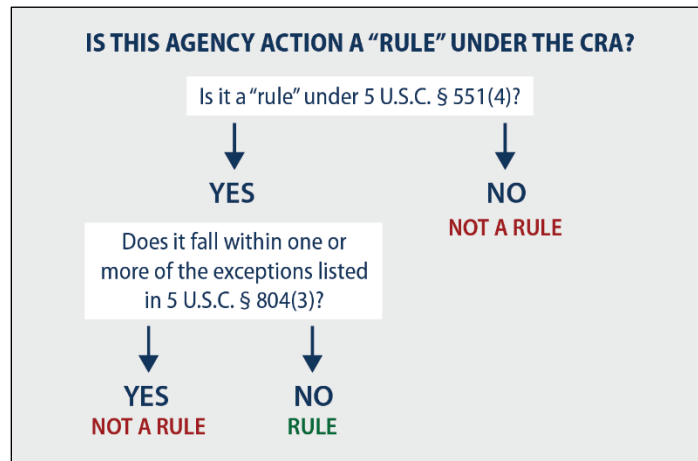 IS THIS AGENCY ACTION A “RULE” UNDER THE CRA?
Is it a “rule” under 5 U.S.C. § 551(4)?
YES
NO
NOT A RULE
Does it fall within one or
more of the exceptions listed
in 5 U.S.C. § 804(3)?
YES
NOT A RULE
NO
RULE